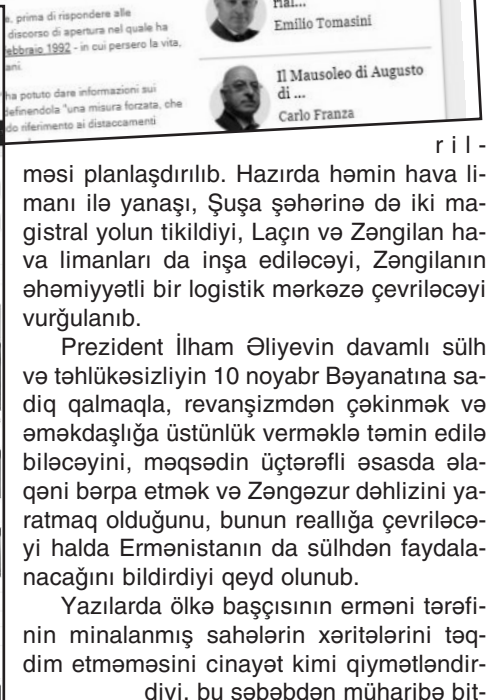 e, prima di rispondere alle
discorso di apertura nel quale ha
ebbraio 1992 - in cui persero la vita,
ani.
ha potuto dare informazioni sui
definendola "una misura forzata, che
do riferimento ai distaccamenti
rial...
Emilio Tomasini
Il Mausoleo di Augusto
di ...
Carlo Franza
ril-
məsi planlaşdırılıb. Hazırda həmin hava li-
manı ilə yanaşı, Şuşa şəhərinə də iki ma-
gistral yolun tikildiyi, Laçın və Zəngilan ha-
va limanları da inşa ediləcəyi, Zəngilanın
əhəmiyyətli bir logistik mərkəzə çevriləcəyi
vurğulanıb.
Prezident İlham Əliyevin davamlı sülh
və təhlükəsizliyin 10 noyabr Bəyanatına sa-
diq qalmaqla, revanşizmdən çəkinmək və
əməkdaşlığa üstünlük verməklə təmin edilə
biləcəyini, məqsədin üçtərəfli əsasda əla-
qəni bərpa etmək və Zəngəzur dəhlizini ya-
ratmaq olduğunu, bunun reallığa çevriləcə-
yi halda Ermənistanın da sülhdən faydala-
nacağını bildirdiyi qeyd olunub.
Yazılarda ölkə başçısının erməni tərəfi-
nin minalanmış sahələrin xəritələrini təq-
dim etməməsini cinayət kimi qiymətləndir-
diyi, bu səbəbdən müharibə bit-